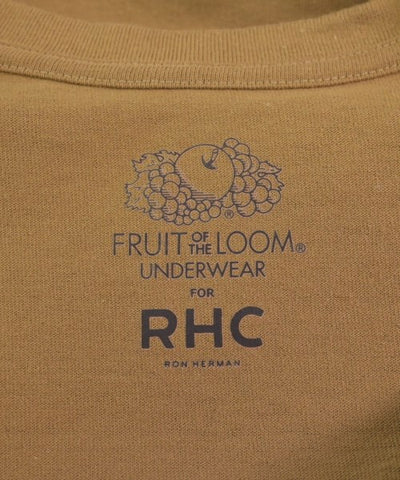 ®
FRUIT OF THE LOOM®
UNDERWEAR
FOR
RHC
RON HERMAN